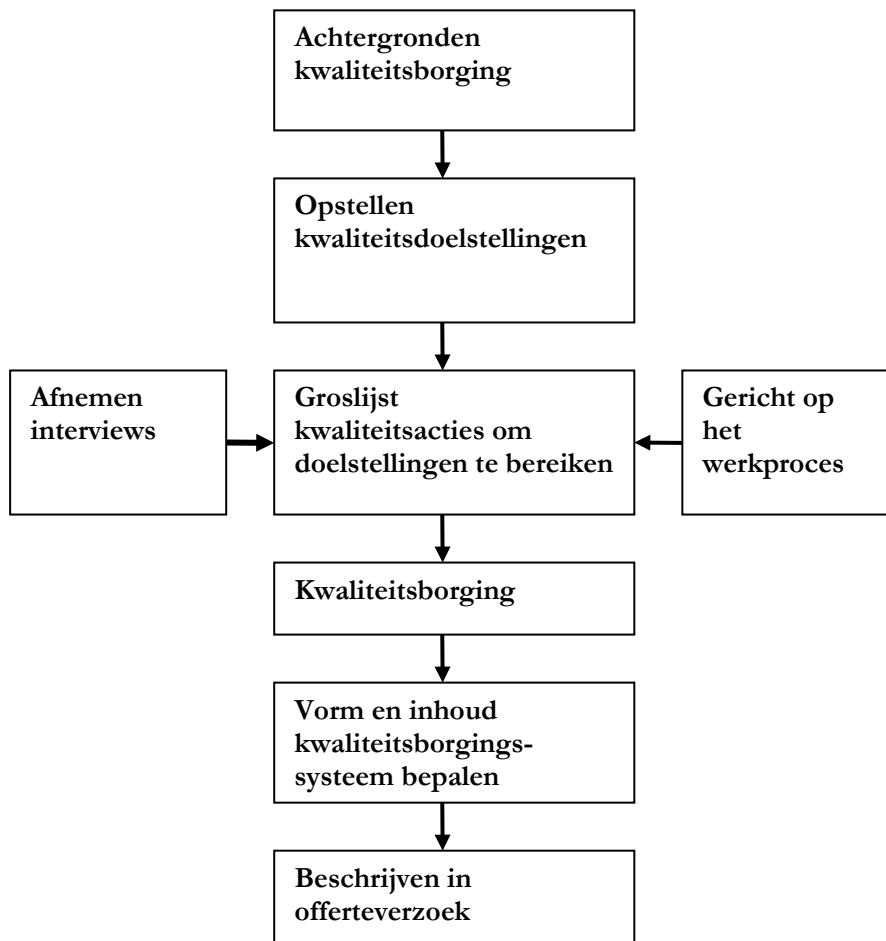 Achtergronden
kwaliteitsborging
Opstellen
kwaliteitsdoelstellingen
Afnemen
interviews
Groslijst
kwaliteitsacties om
doelstellingen te bereiken
Gericht op
het
werkproces
Kwaliteitsborging
Vorm en inhoud
kwaliteitsborgings-
systeem bepalen
Beschrijven in
offerteverzoek